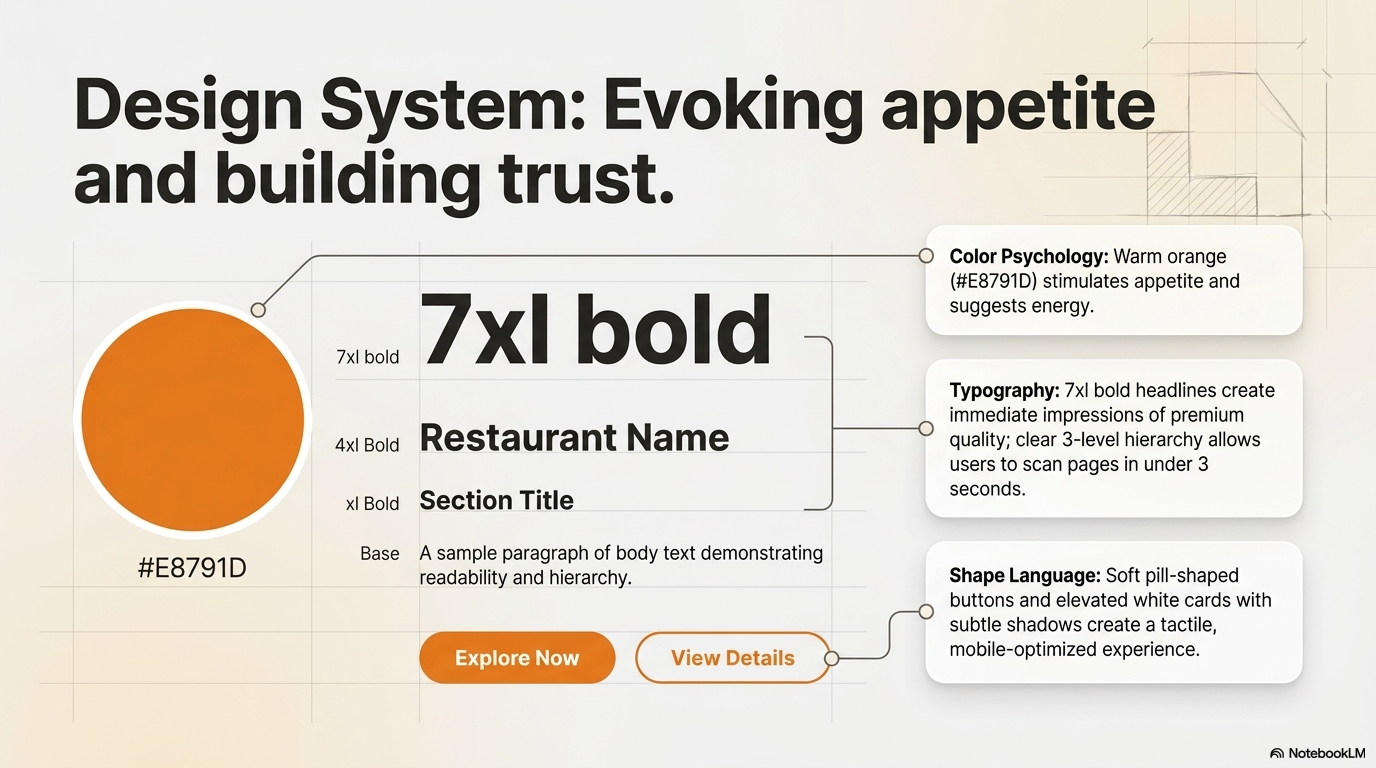 Design System: Evoking appetite
and building trust.
#E8791D
7xl bold
7xl bold
4xl Bold
Restaurant Name
xl Bold
Section Title
Base
A sample paragraph of body text demonstrating
readability and hierarchy.
Explore Now
View Details
Color Psychology: Warm orange
(#E8791D) stimulates appetite and
suggests energy.
Typography: 7xl bold headlines create
immediate impressions of premium
quality; clear 3-level hierarchy allows
users to scan pages in under 3
seconds.
Shape Language: Soft pill-shaped
buttons and elevated white cards with
subtle shadows create a tactile,
mobile-optimized experience.
NotebookLM